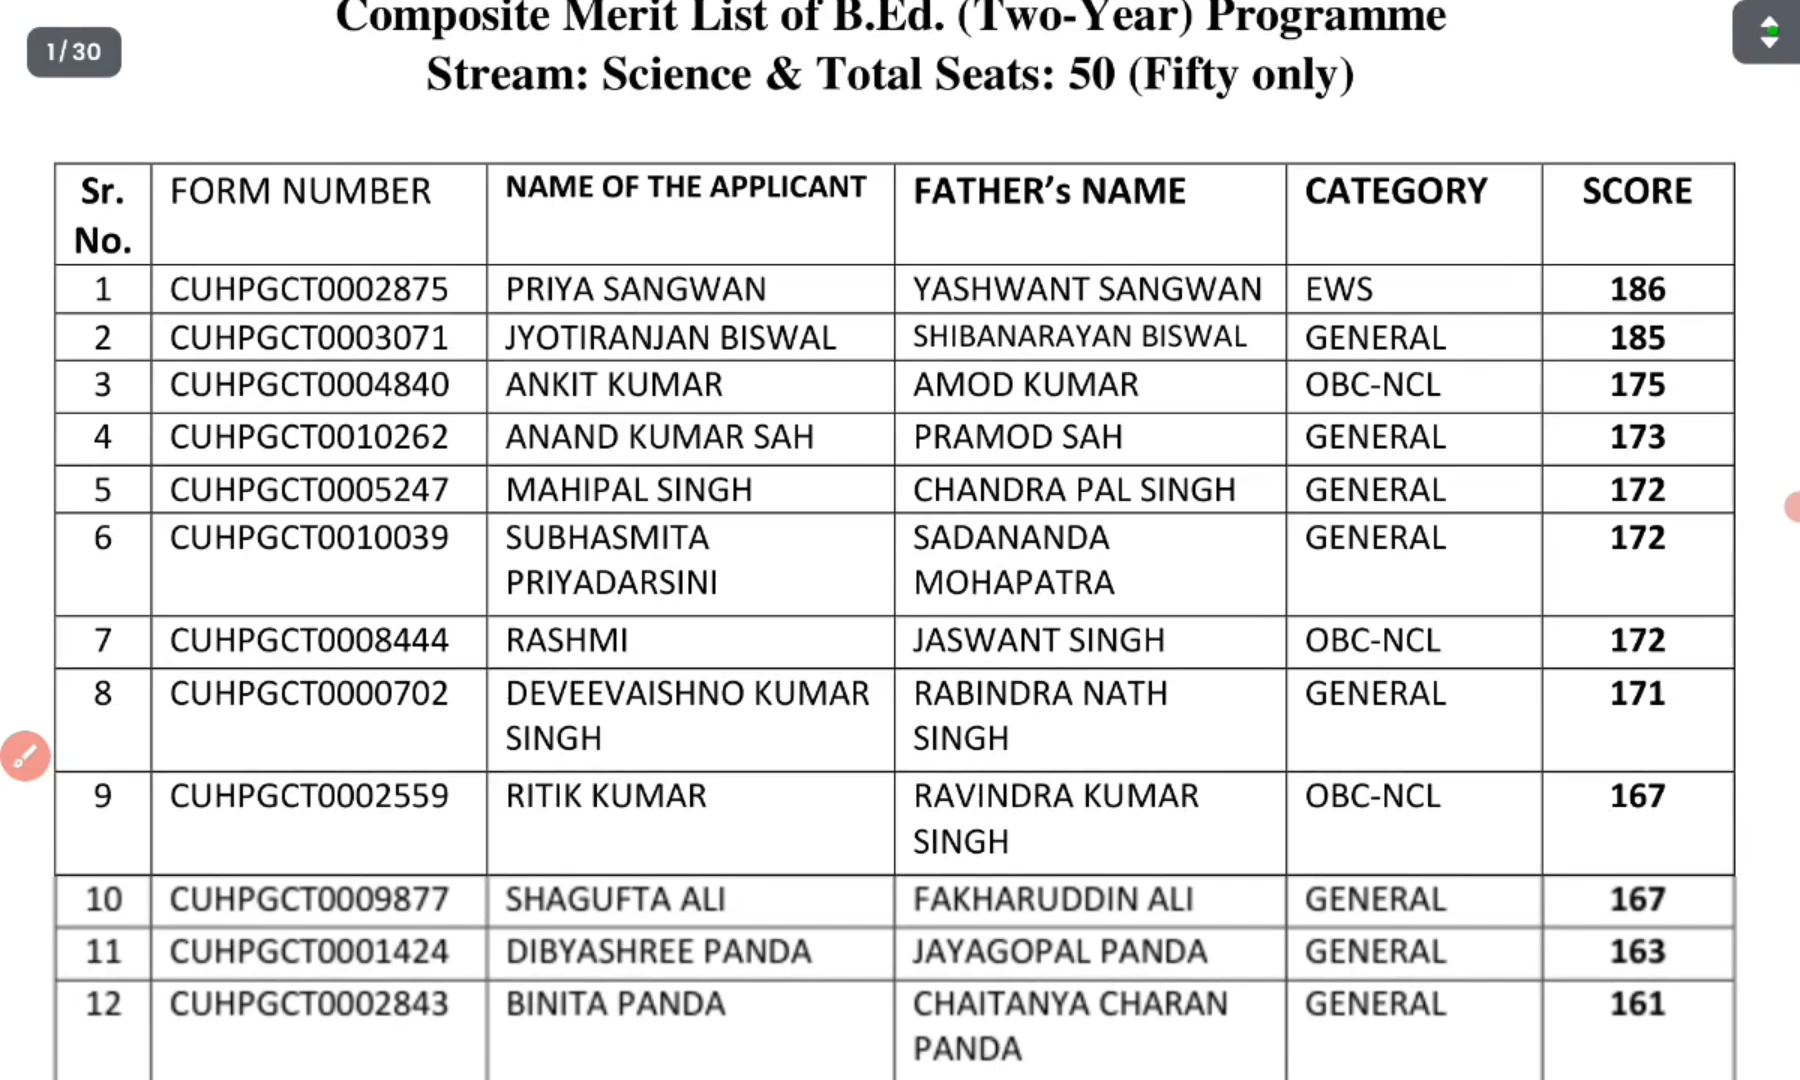 Composite Merit List of B.Ed. (Two-Year) Programme
1/30
Stream: Science & Total Seats: 50 (Fifty only)
Sr. No. FORM NUMBER NAME OF THE APPLICANT FATHER's NAME CATEGORY SCORE
1 CUHPGCT0002875 PRIYA SANGWAN YASHWANT SANGWAN EWS 186
2 CUHPGCT0003071 JYOTIRANJAN BISWAL SHIBANARAYAN BISWAL GENERAL 185
3 CUHPGCT0004840 ANKIT KUMAR AMOD KUMAR OBC-NCL 175
4 CUHPGCT0010262 ANAND KUMAR SAH PRAMOD SAH GENERAL 173
5 CUHPGCT0005247 MAHIPAL SINGH CHANDRA PAL SINGH GENERAL 172
6 CUHPGCT0010039 SUBHASMITA PRIYADARSINI SADANANDA MOHAPATRA GENERAL 172
7 CUHPGCT0008444 RASHMI JASWANT SINGH OBC-NCL 172
8 CUHPGCT0000702 DEVEEVAISHNO KUMAR SINGH RABINDRA NATH SINGH GENERAL 171
9 CUHPGCT0002559 RITIK KUMAR RAVINDRA KUMAR SINGH OBC-NCL 167
10 CUHPGCT0009877 SHAGUFTA ALI FAKHARUDDIN ALI GENERAL 167
11 CUHPGCT0001424 DIBYASHREE PANDA JAYAGOPAL PANDA GENERAL 163
12 CUHPGCT0002843 BINITA PANDA CHAITANYA CHARAN PANDA GENERAL 161